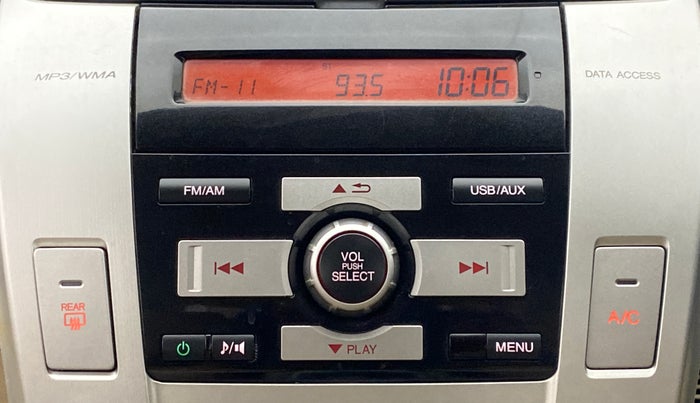 MP3/WMA
DATA ACCESS
FM-11 93.5 10:06
FM/AM
USB/AUX
VOL
PUSH
SELECT
REAR
A/C
PLAY
MENU